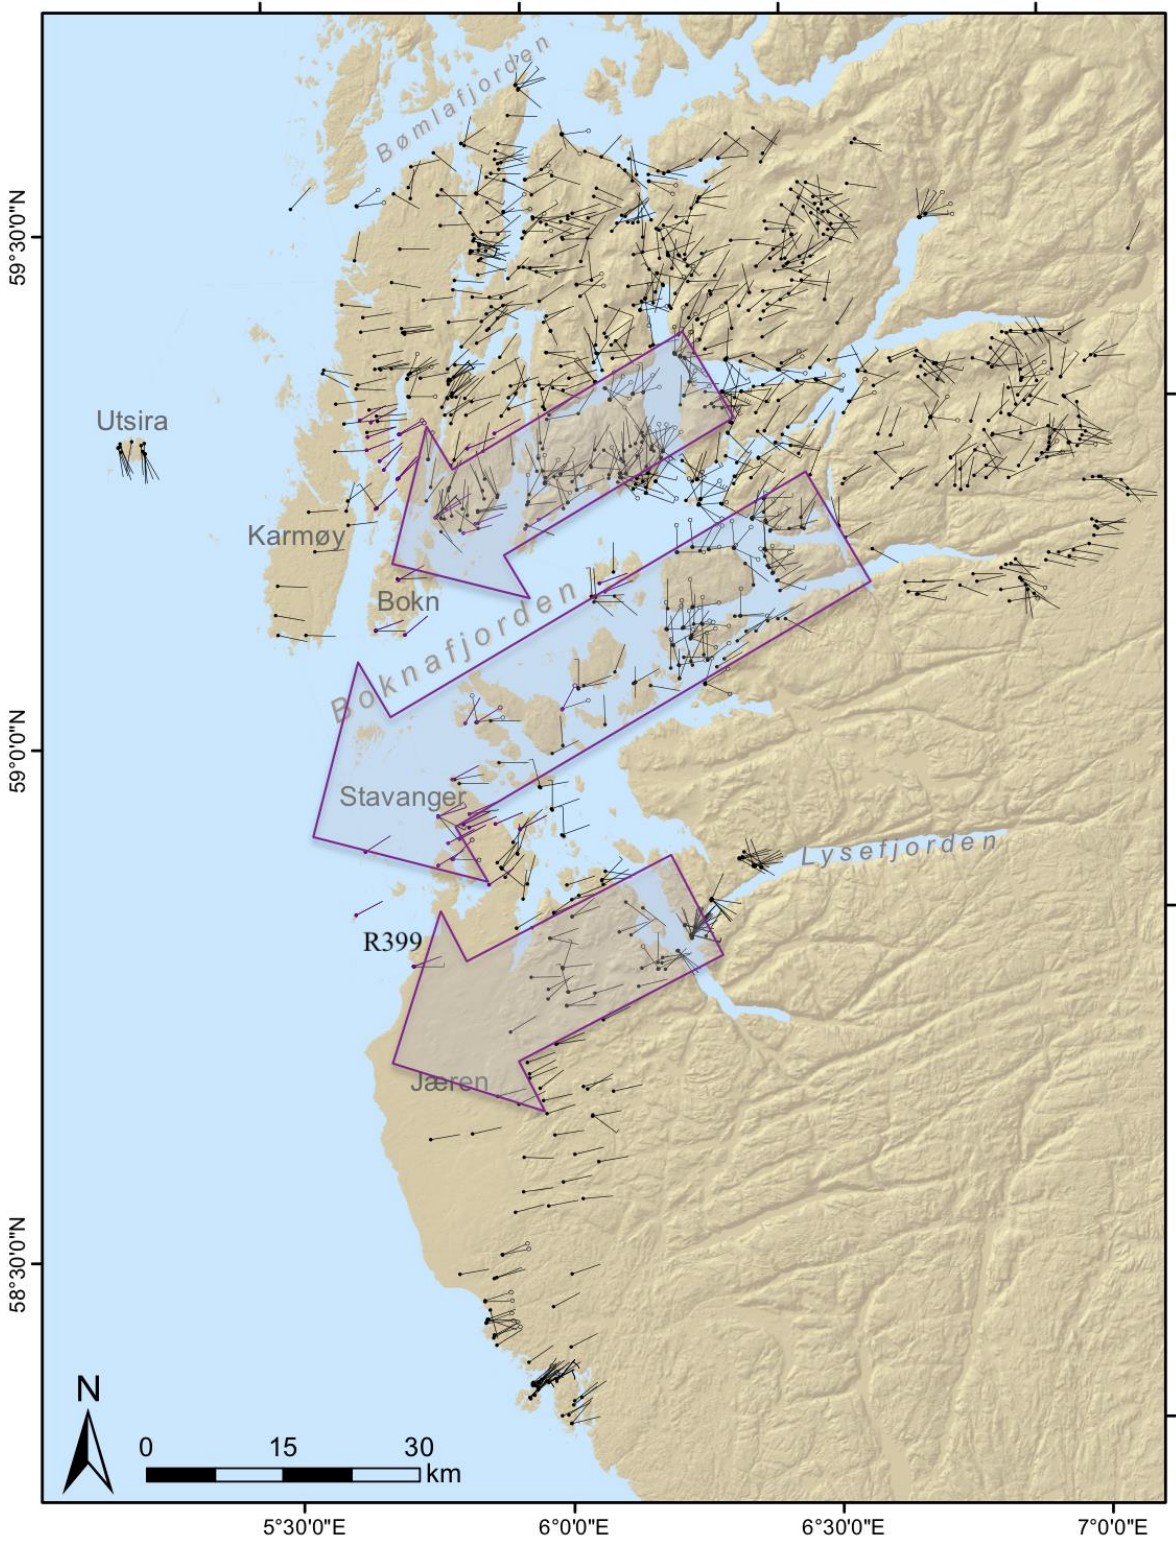 Bømlafjorden
59°30'0"N
Utsira
Karmøy
Bokn
Boknafjorden
59°0'0"N
Stavanger
Lysefjorden
R399
Jæren
58°30'0"N
N
0 15 30
km
5°30'0"E 6°0'0"E 6°30'0"E 7°0'0"E